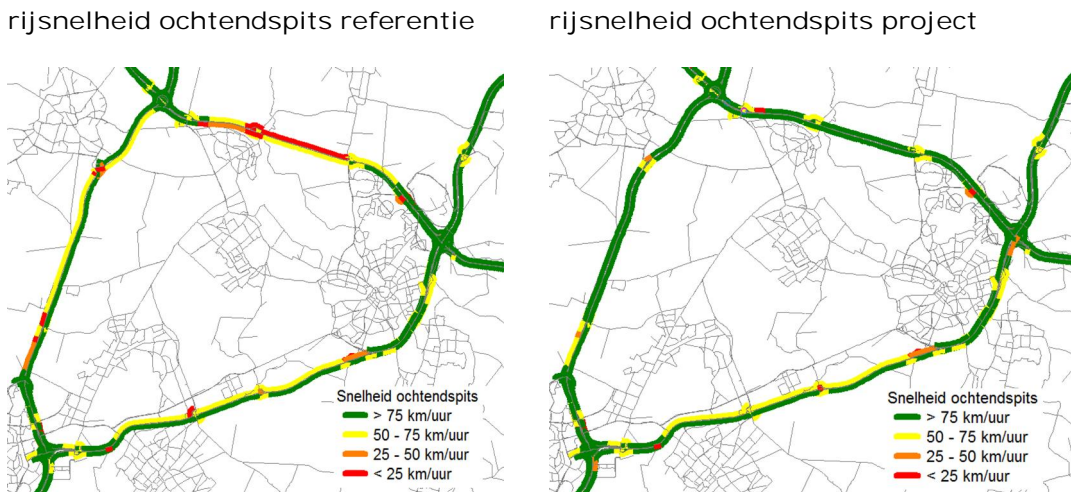 rijsnelheid ochtendspits referentie
rijsnelheid ochtendspits project
Snelheid ochtendspits
> 75 km/uur
50 - 75 km/uur
25 - 50 km/uur
< 25 km/uur
Snelheid ochtendspits
> 75 km/uur
50 - 75 km/uur
25 - 50 km/uur
< 25 km/uur